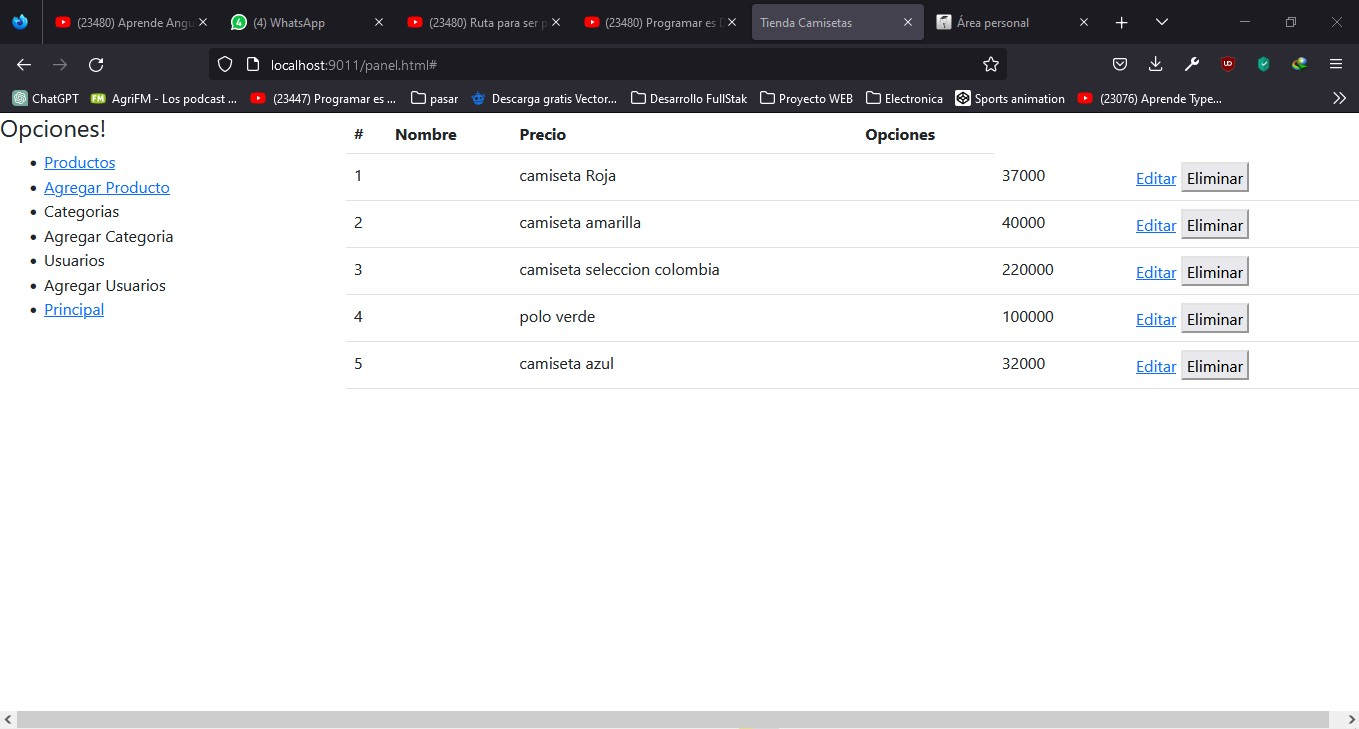 (23480) Aprende Angu
(4) WhatsApp
(23480) Ruta para ser p
(23480) Programar es D
Tienda Camisetas
Área personal
localhost:9011/panel.html#
ChatGPT
AgriFM - Los podcast ...
(23447) Programar es ...
pasar
Descarga gratis Vector...
Desarrollo FullStak
Proyecto WEB
Electronica
Sports animation
(23076) Aprende Type...
Opciones!
Productos
Agregar Producto
Categorias
Agregar Categoria
Usuarios
Agregar Usuarios
Principal
# Nombre Precio Opciones
1 camiseta Roja 37000 Editar Eliminar
2 camiseta amarilla 40000 Editar Eliminar
3 camiseta seleccion colombia 220000 Editar Eliminar
4 polo verde 100000 Editar Eliminar
5 camiseta azul 32000 Editar Eliminar